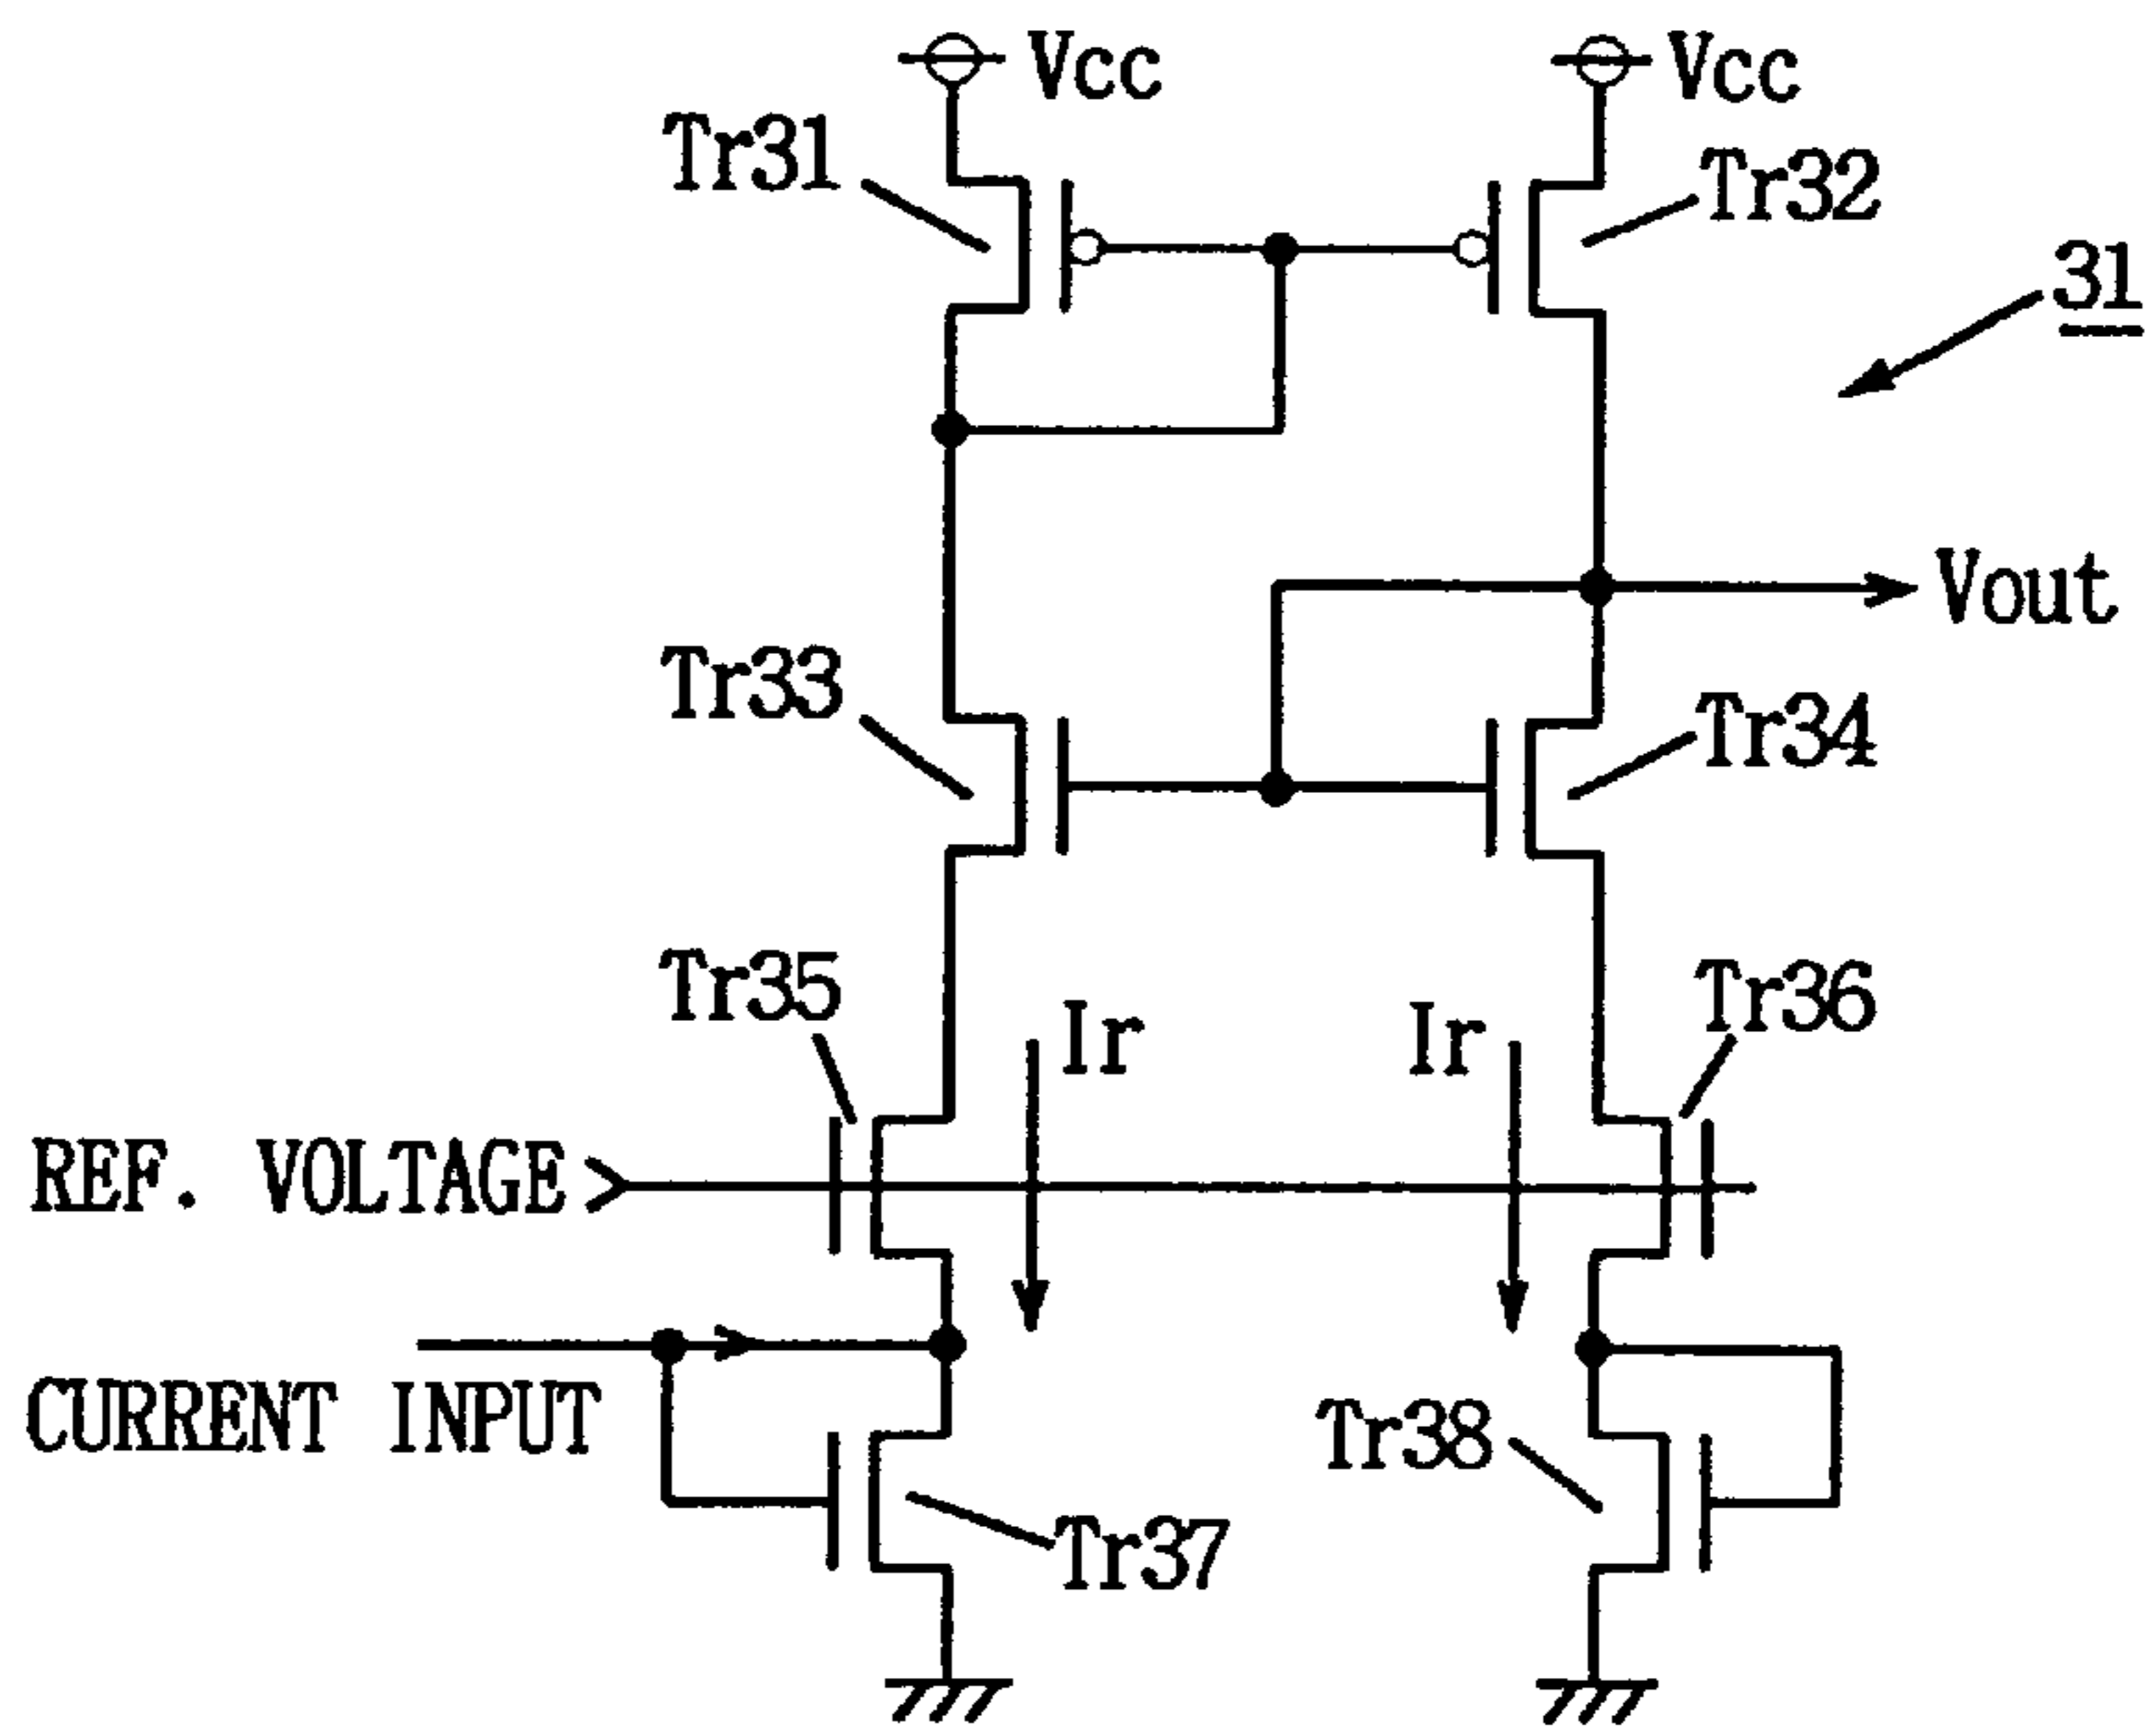 Vcc
Vcc
Tr31
Tr32
31
Vout
Tr33
Tr34
Tr35
Ir
Ir
Tr36
REF. VOLTAGE
CURRENT INPUT
Tr38
Tr37